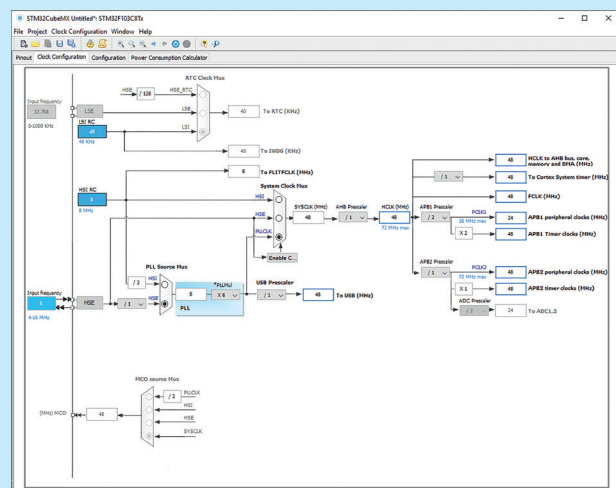 STM32CubeMX Untitled*: STM32F103C8Tx
File Project Clock Configuration Window Help
Pinout Clock Configuration Configuration Power Consumption Calculator
RTC Clock Mux
HSE / 128 HSE_RTC
Input frequency
32.768 LSE LSE 40 To RTC (KHz)
0-1000 KHz
LSI RC
40 LSI
40 KHz
40 To IWDG (KHz)
8 To FLITFCLK (MHz)
HSI RC
8
8 MHz
System Clock Mux
HSI
HSE
PLLCLK
Enable C...
SYSCLK (MHz) AHB Prescaler HCLK (MHz) APB1 Prescaler
48 / 1 48 / 2
72 MHz max
48 HCLK to AHB bus, core,
memory and DMA (MHz)
/ 1 48 To Cortex System timer (MHz)
48 FCLK (MHz)
PCLK1 24 APB1 peripheral clocks (MHz)
36 MHz max
X 2 48 APB1 Timer clocks (MHz)
APB2 Prescaler
/ 1
PCLK2 48 APB2 peripheral clocks (MHz)
72 MHz max
X 1 48 APB2 timer clocks (MHz)
ADC Prescaler
/ 2 24 To ADC1,2
PLL Source Mux
/ 2 HSI
HSE
*PLLMul
8 X 6
PLL
USB Prescaler
/ 1 48 To USB (MHz)
Input frequency
8 HSE / 1
4-16 MHz
MCO source Mux
/ 2 PLLCLK
HSI
HSE
SYSCLK
(MHz) MCO 48